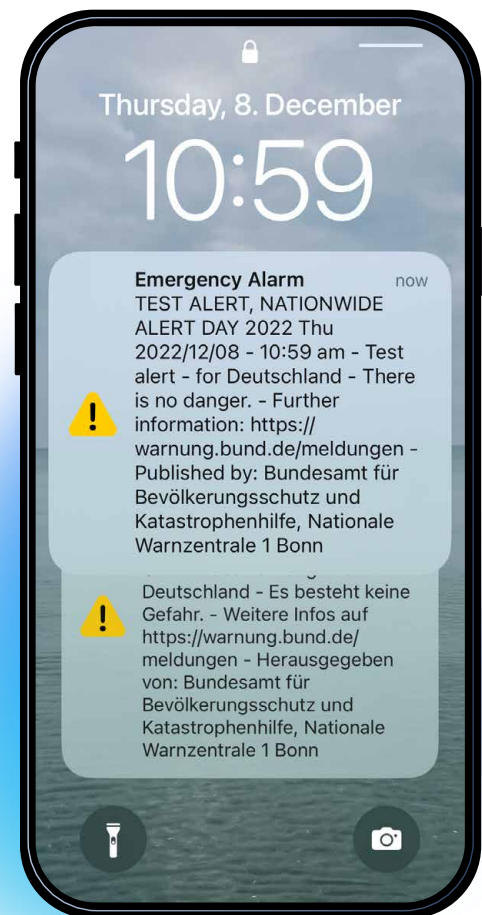 Thursday, 8. December
10:59
Emergency Alarm now
TEST ALERT, NATIONWIDE
ALERT DAY 2022 Thu
2022/12/08 - 10:59 am - Test
alert - for Deutschland - There
is no danger. - Further
information: https://
warnung.bund.de/meldungen -
Published by: Bundesamt für
Bevölkerungsschutz und
Katastrophenhilfe, Nationale
Warnzentrale 1 Bonn
Deutschland - Es besteht keine
Gefahr. - Weitere Infos auf
https://warnung.bund.de/
meldungen - Herausgegeben
von: Bundesamt für
Bevölkerungsschutz und
Katastrophenhilfe, Nationale
Warnzentrale 1 Bonn